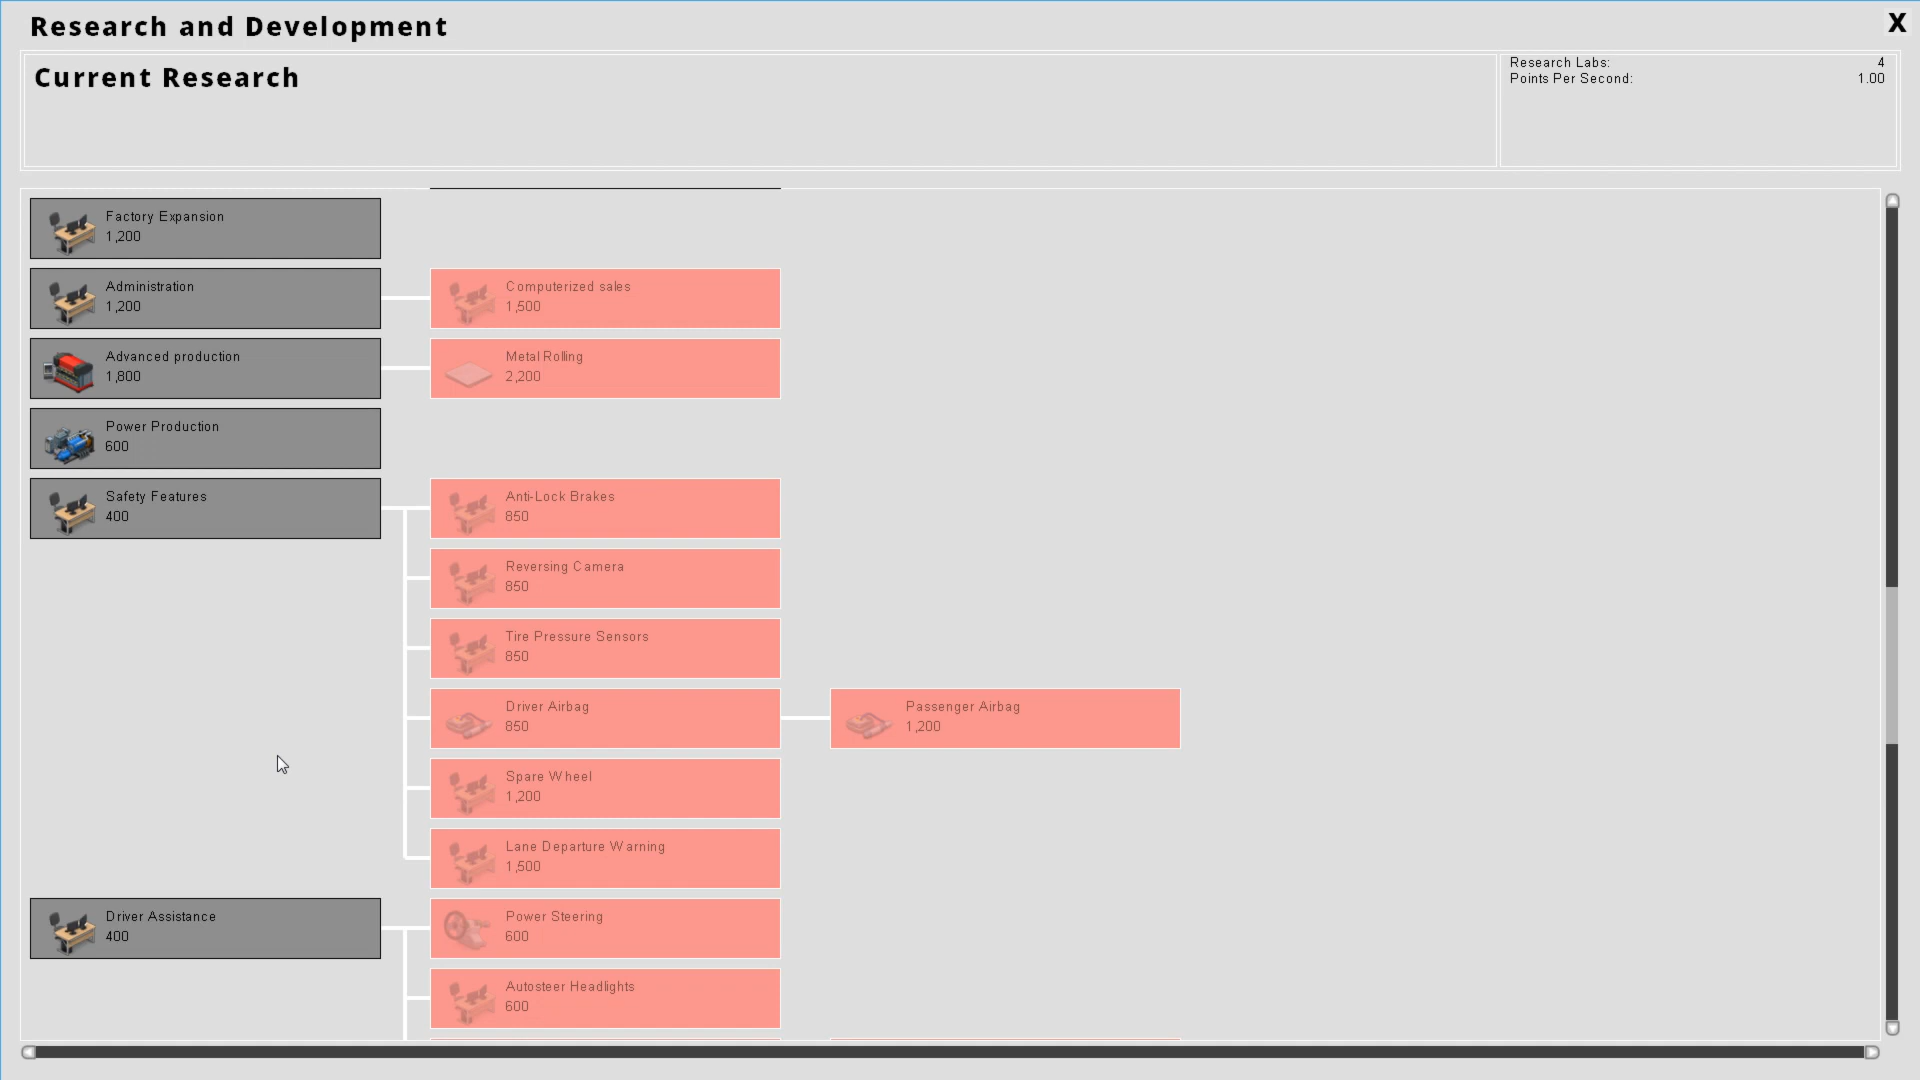 Research and Development
X
Current Research
Research Labs: 4
Points Per Second: 1.00
Factory Expansion
1,200
Administration
1,200
Computerized sales
1,500
Advanced production
1,800
Metal Rolling
2,200
Power Production
600
Safety Features
400
Anti-Lock Brakes
850
Reversing Camera
850
Tire Pressure Sensors
850
Driver Airbag
850
Passenger Airbag
1,200
Spare Wheel
1,200
Lane Departure Warning
1,500
Driver Assistance
400
Power Steering
600
Autosteer Headlights
600